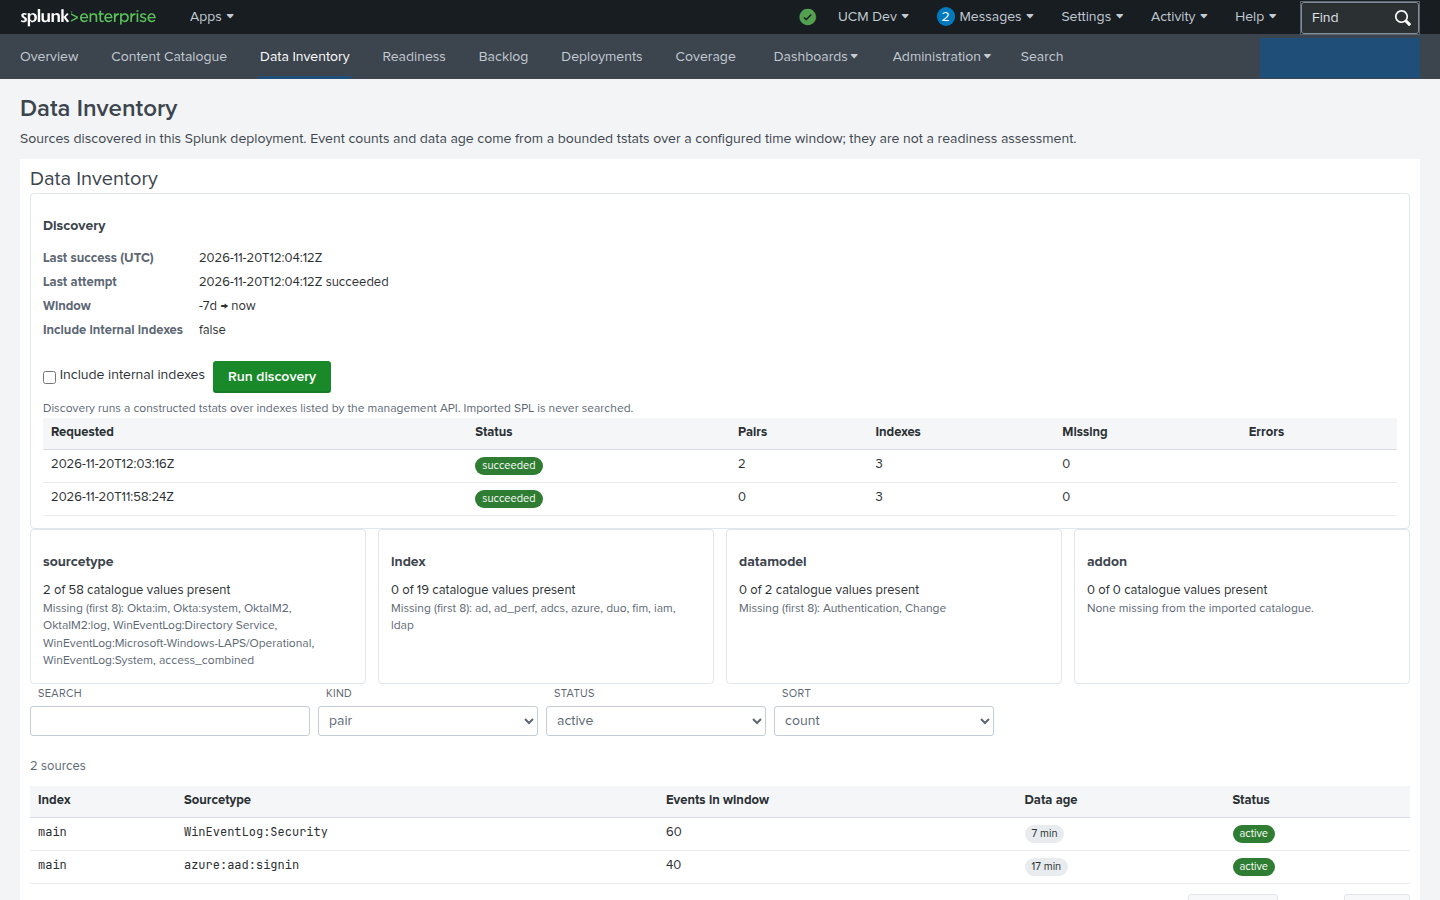 splunk>enterprise Apps UCM Dev 2 Messages Settings Activity Help Find
Overview Content Catalogue Data Inventory Readiness Backlog Deployments Coverage Dashboards Administration Search
Data Inventory
Sources discovered in this Splunk deployment. Event counts and data age come from a bounded tstats over a configured time window; they are not a readiness assessment.
Data Inventory
Discovery
Last success (UTC) 2026-11-20T12:04:12Z
Last attempt 2026-11-20T12:04:12Z succeeded
Window -7d → now
Include internal indexes false
Include internal indexes Run discovery
Discovery runs a constructed tstats over indexes listed by the management API. Imported SPL is never searched.
Requested Status Pairs Indexes Missing Errors
2026-11-20T12:03:16Z succeeded 2 3 0
2026-11-20T11:58:24Z succeeded 0 3 0
sourcetype
2 of 58 catalogue values present
Missing (first 8): Okta:im, Okta:system, OktaIM2,
OktaIM2:log, WinEventLog:Directory Service,
WinEventLog:Microsoft-Windows-LAPS/Operational,
WinEventLog:System, access_combined
index
0 of 19 catalogue values present
Missing (first 8): ad, ad_perf, adcs, azure, duo, fim, iam,
ldap
datamodel
0 of 2 catalogue values present
Missing (first 8): Authentication, Change
addon
0 of 0 catalogue values present
None missing from the imported catalogue.
SEARCH KIND STATUS SORT
pair active count
2 sources
Index Sourcetype Events in window Data age Status
main WinEventLog:Security 60 7 min active
main azure:aad:signin 40 17 min active